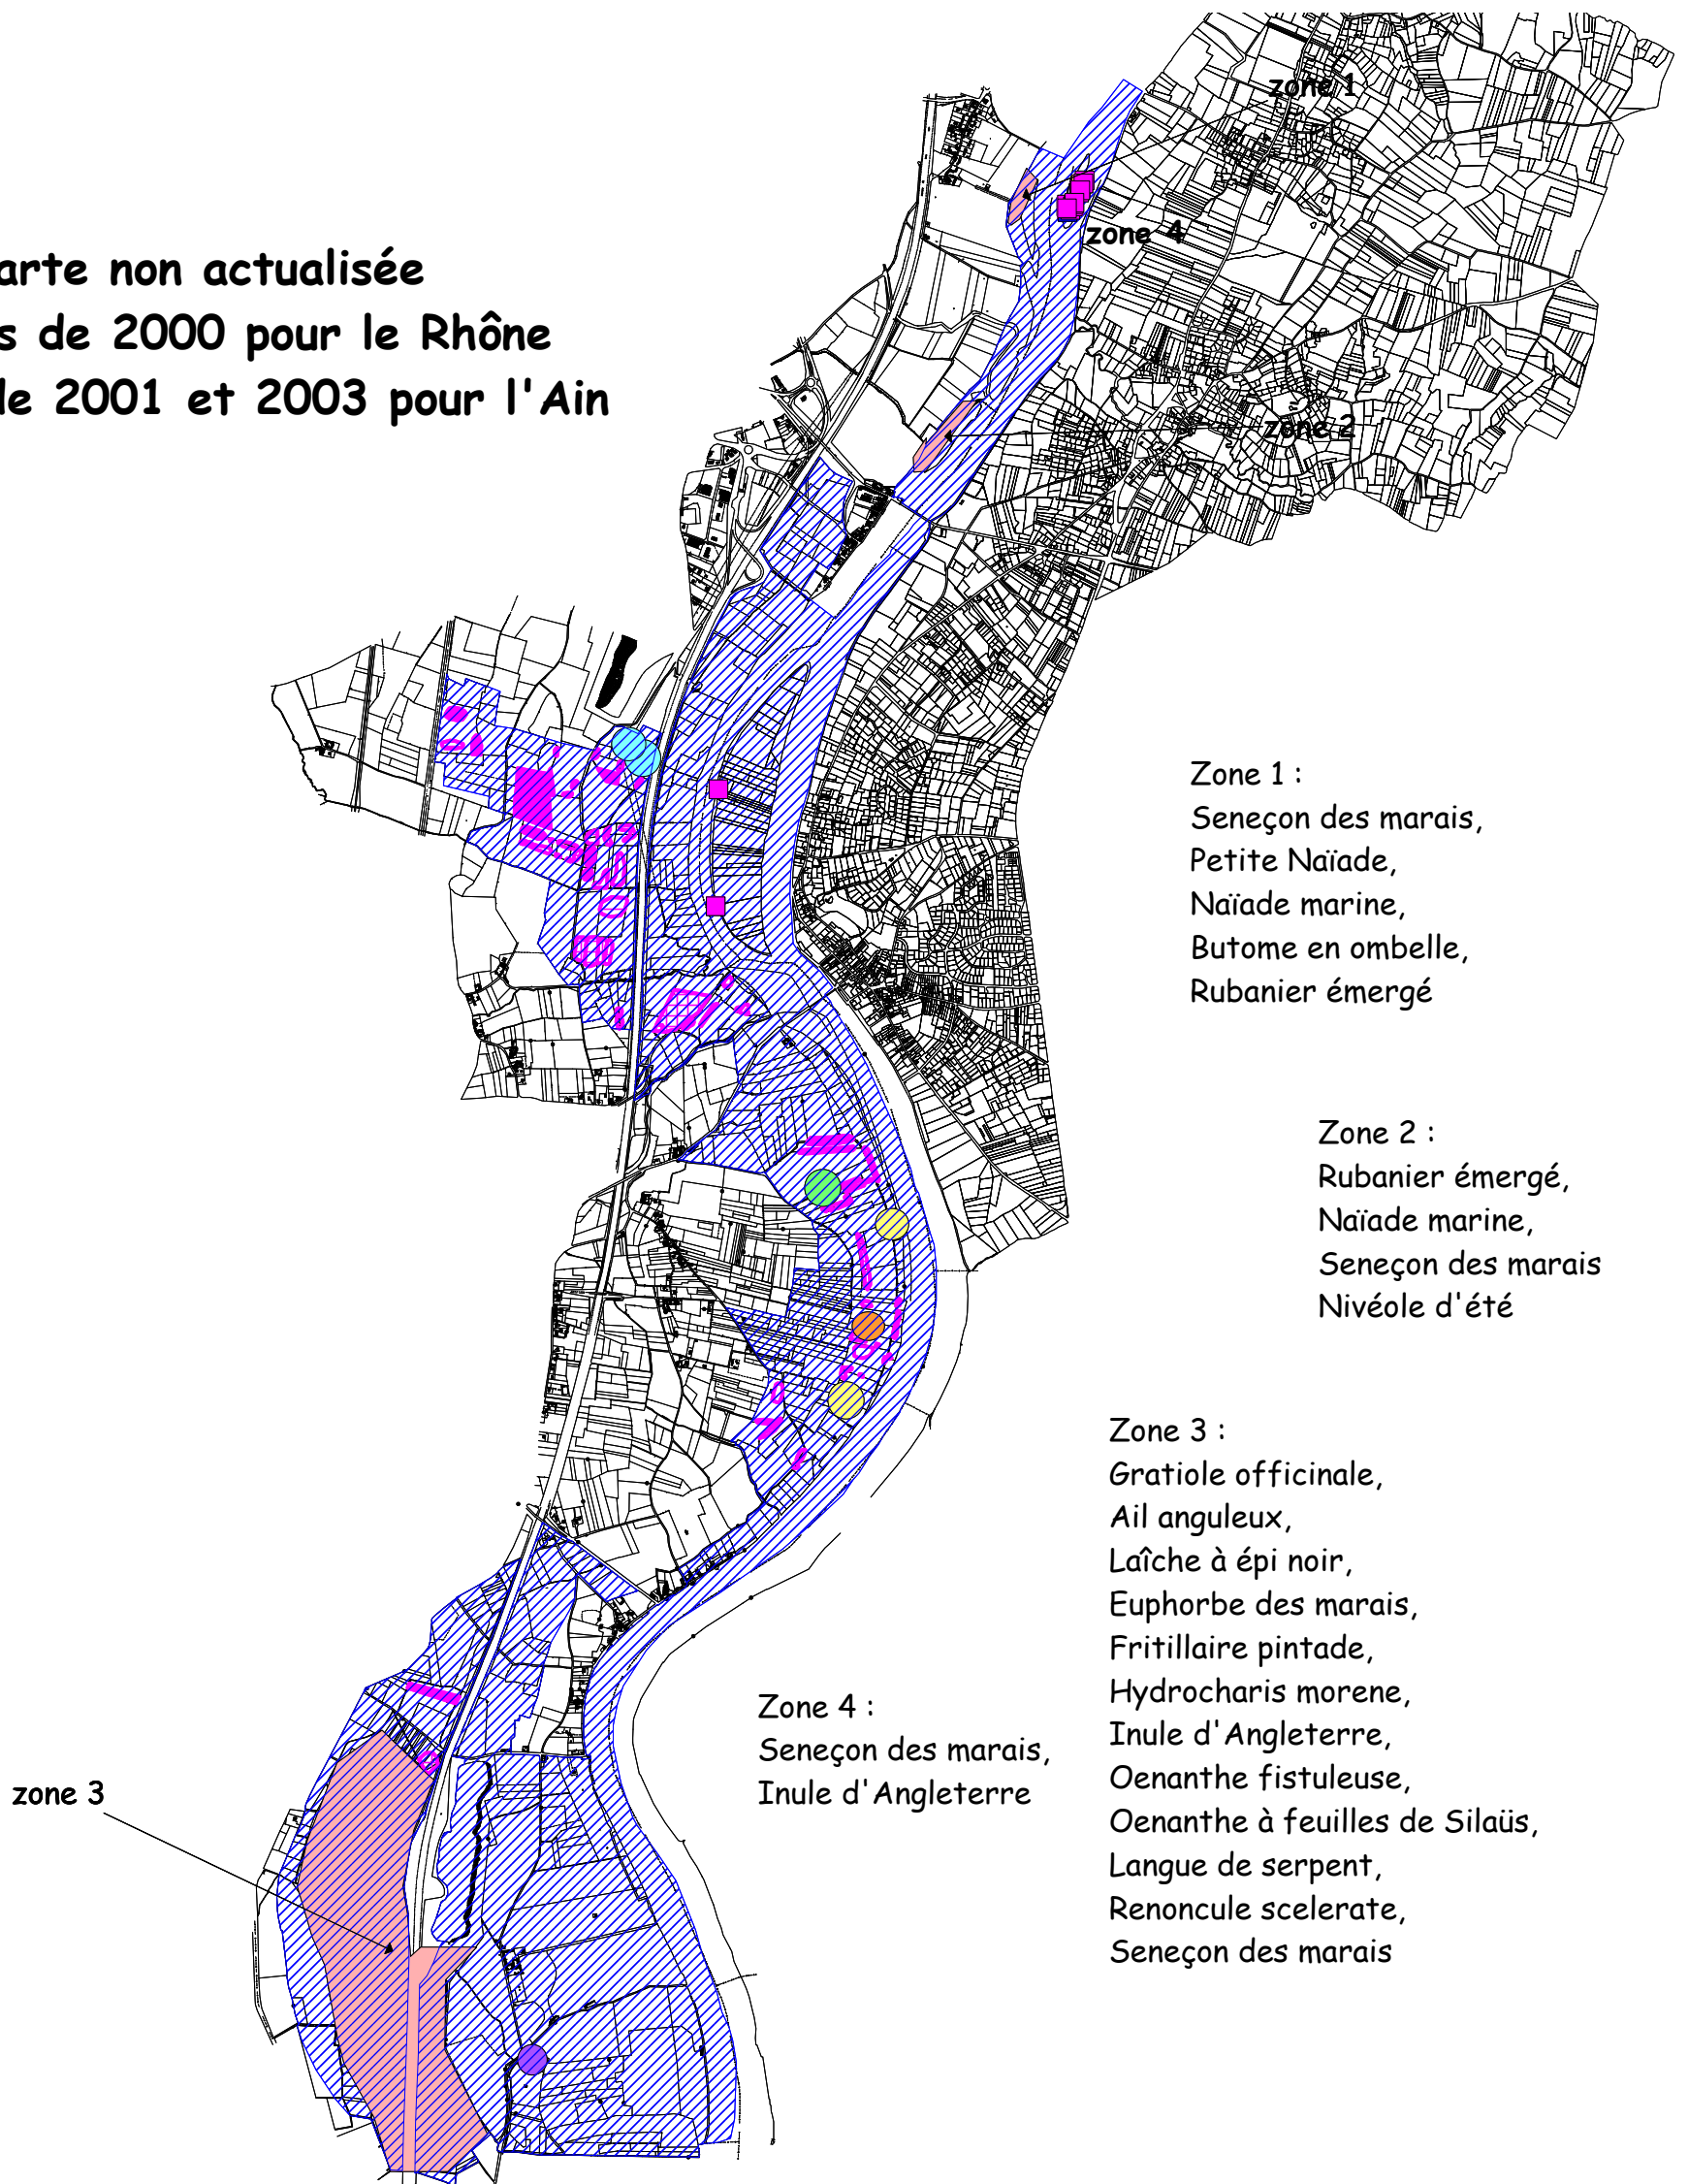 zone 1
zone 4
arte non actualisée
s de 2000 pour le Rhône
le 2001 et 2003 pour l'Ain
zone 2
Zone 1 :
Seneçon des marais,
Petite Naïade,
Naïade marine,
Butome en ombelle,
Rubanier émergé
Zone 2 :
Rubanier émergé,
Naïade marine,
Seneçon des marais
Nivéole d'été
Zone 3 :
Gratiole officinale,
Ail anguleux,
Laîche à épi noir,
Euphorbe des marais,
Fritillaire pintade,
Hydrocharis morene,
Inule d'Angleterre,
Oenanthe fistuleuse,
Oenanthe à feuilles de Silaüs,
Langue de serpent,
Renoncule scelerate,
Seneçon des marais
Zone 4 :
Seneçon des marais,
Inule d'Angleterre
zone 3